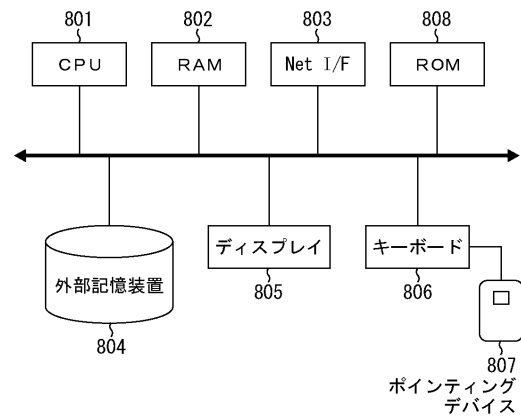 801
802
803
808
ＣＰＵ
ＲＡＭ
Net I/F
ＲＯＭ
外部記憶装置
ディスプレイ
キーボード
804
805
806
807
ポインティング
デバイス